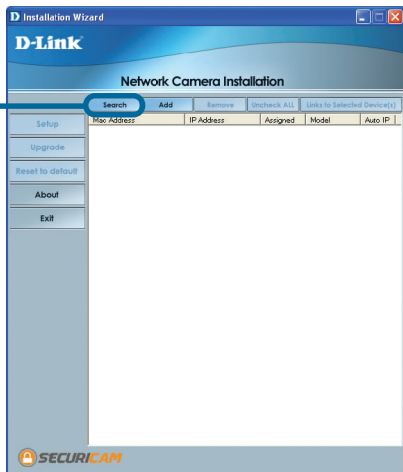 D Installation Wizard
D-Link
Network Camera Installation
Search Add Remove Uncheck ALL Links to Selected Device(s)
Mac Address IP Address Assigned Model Auto IP
Setup
Upgrade
Reset to default
About
Exit
SECURICAM